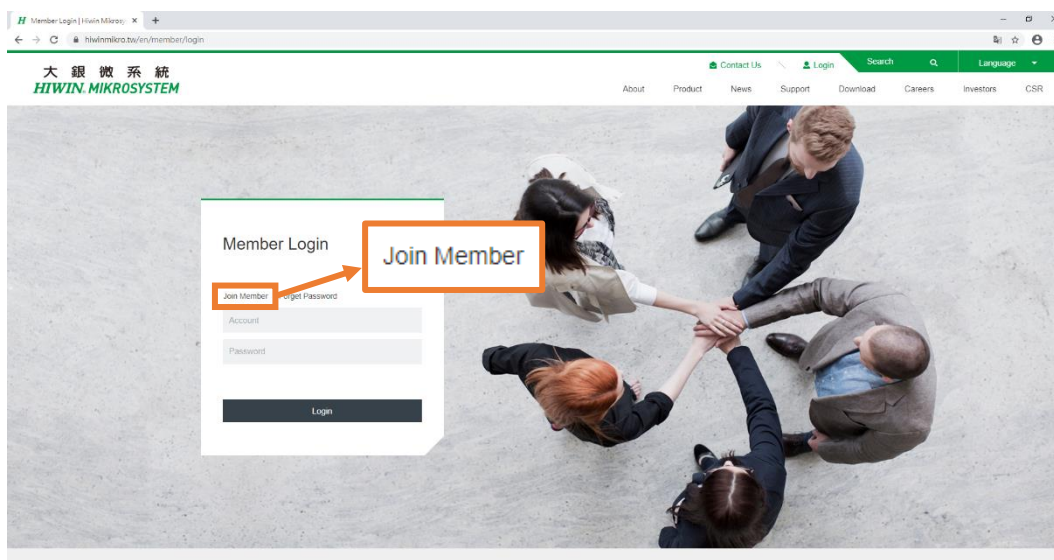 H Member Login | Hiwin Mikrosy
hiwinmikro.tw/en/member/login
Contact Us
Login
Search
Language
大銀微系統
HIWIN. MIKROSYSTEM
About Product News Support Download Careers Investors CSR
Member Login
Join Member
Join Member Forget Password
Account
Password
Login